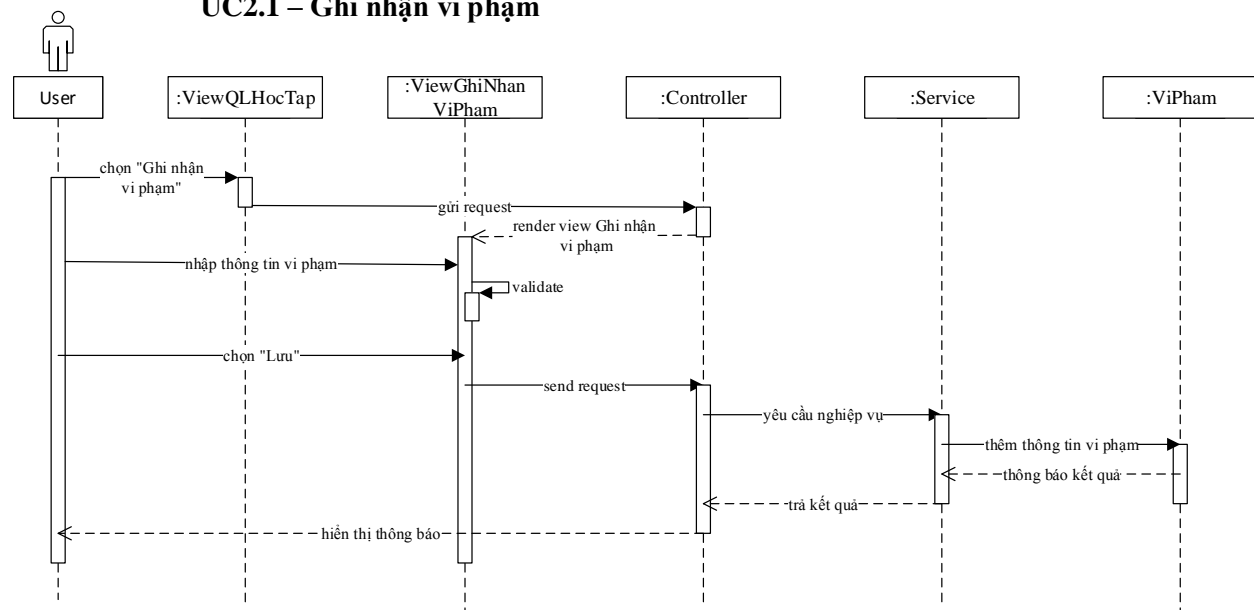 UC2.1 – Ghi nhận vi phạm
User
:ViewQLHocTap
:ViewGhiNhan
ViPham
:Controller
:Service
:ViPham
chọn "Ghi nhận
vi phạm"
gửi request
render view Ghi nhận
vi phạm
nhập thông tin vi phạm
validate
chọn "Lưu"
send request
yêu cầu nghiệp vụ
thêm thông tin vi phạm
thông báo kết quả
trả kết quả
hiển thị thông báo